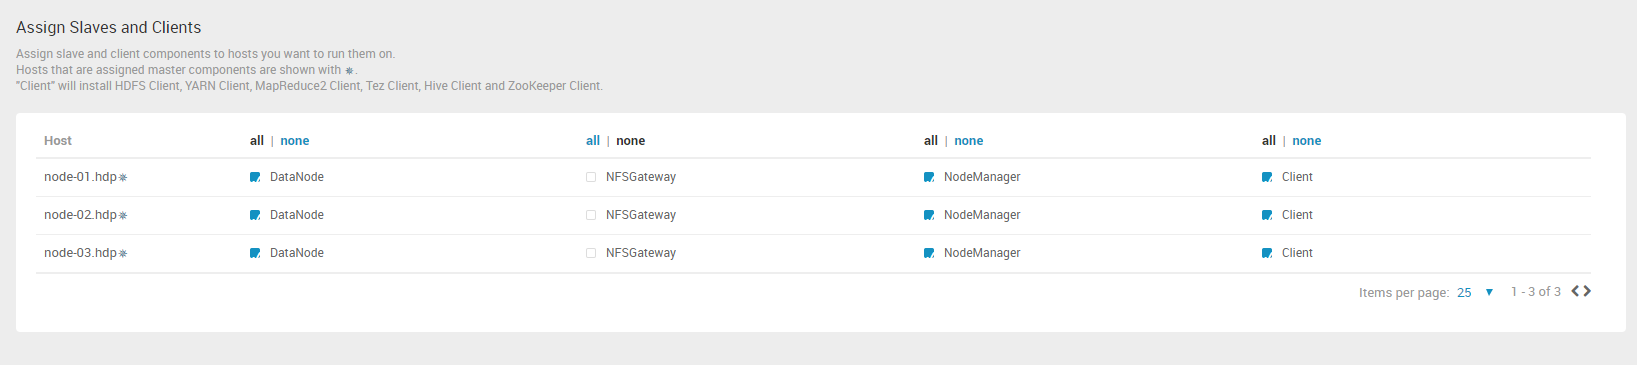 Assign Slaves and Clients
Assign slave and client components to hosts you want to run them on.
Hosts that are assigned master components are shown with ✵.
"Client" will install HDFS Client, YARN Client, MapReduce2 Client, Tez Client, Hive Client and ZooKeeper Client.
Host all | none all | none all | none all | none
node-01.hdp✵ DataNode NFSGateway NodeManager Client
node-02.hdp✵ DataNode NFSGateway NodeManager Client
node-03.hdp✵ DataNode NFSGateway NodeManager Client
Items per page: 25 1 - 3 of 3